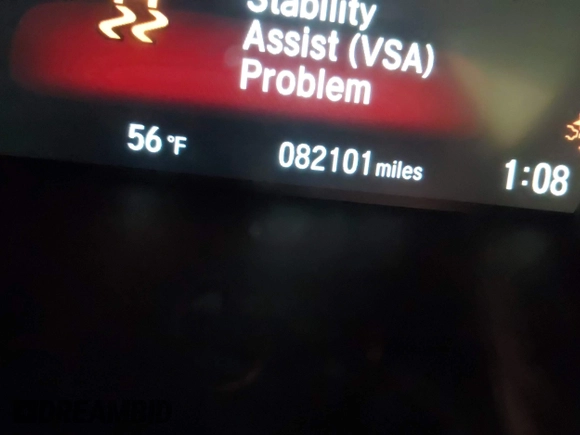 Stability
Assist (VSA)
Problem
56 °F
082101 miles
1:08